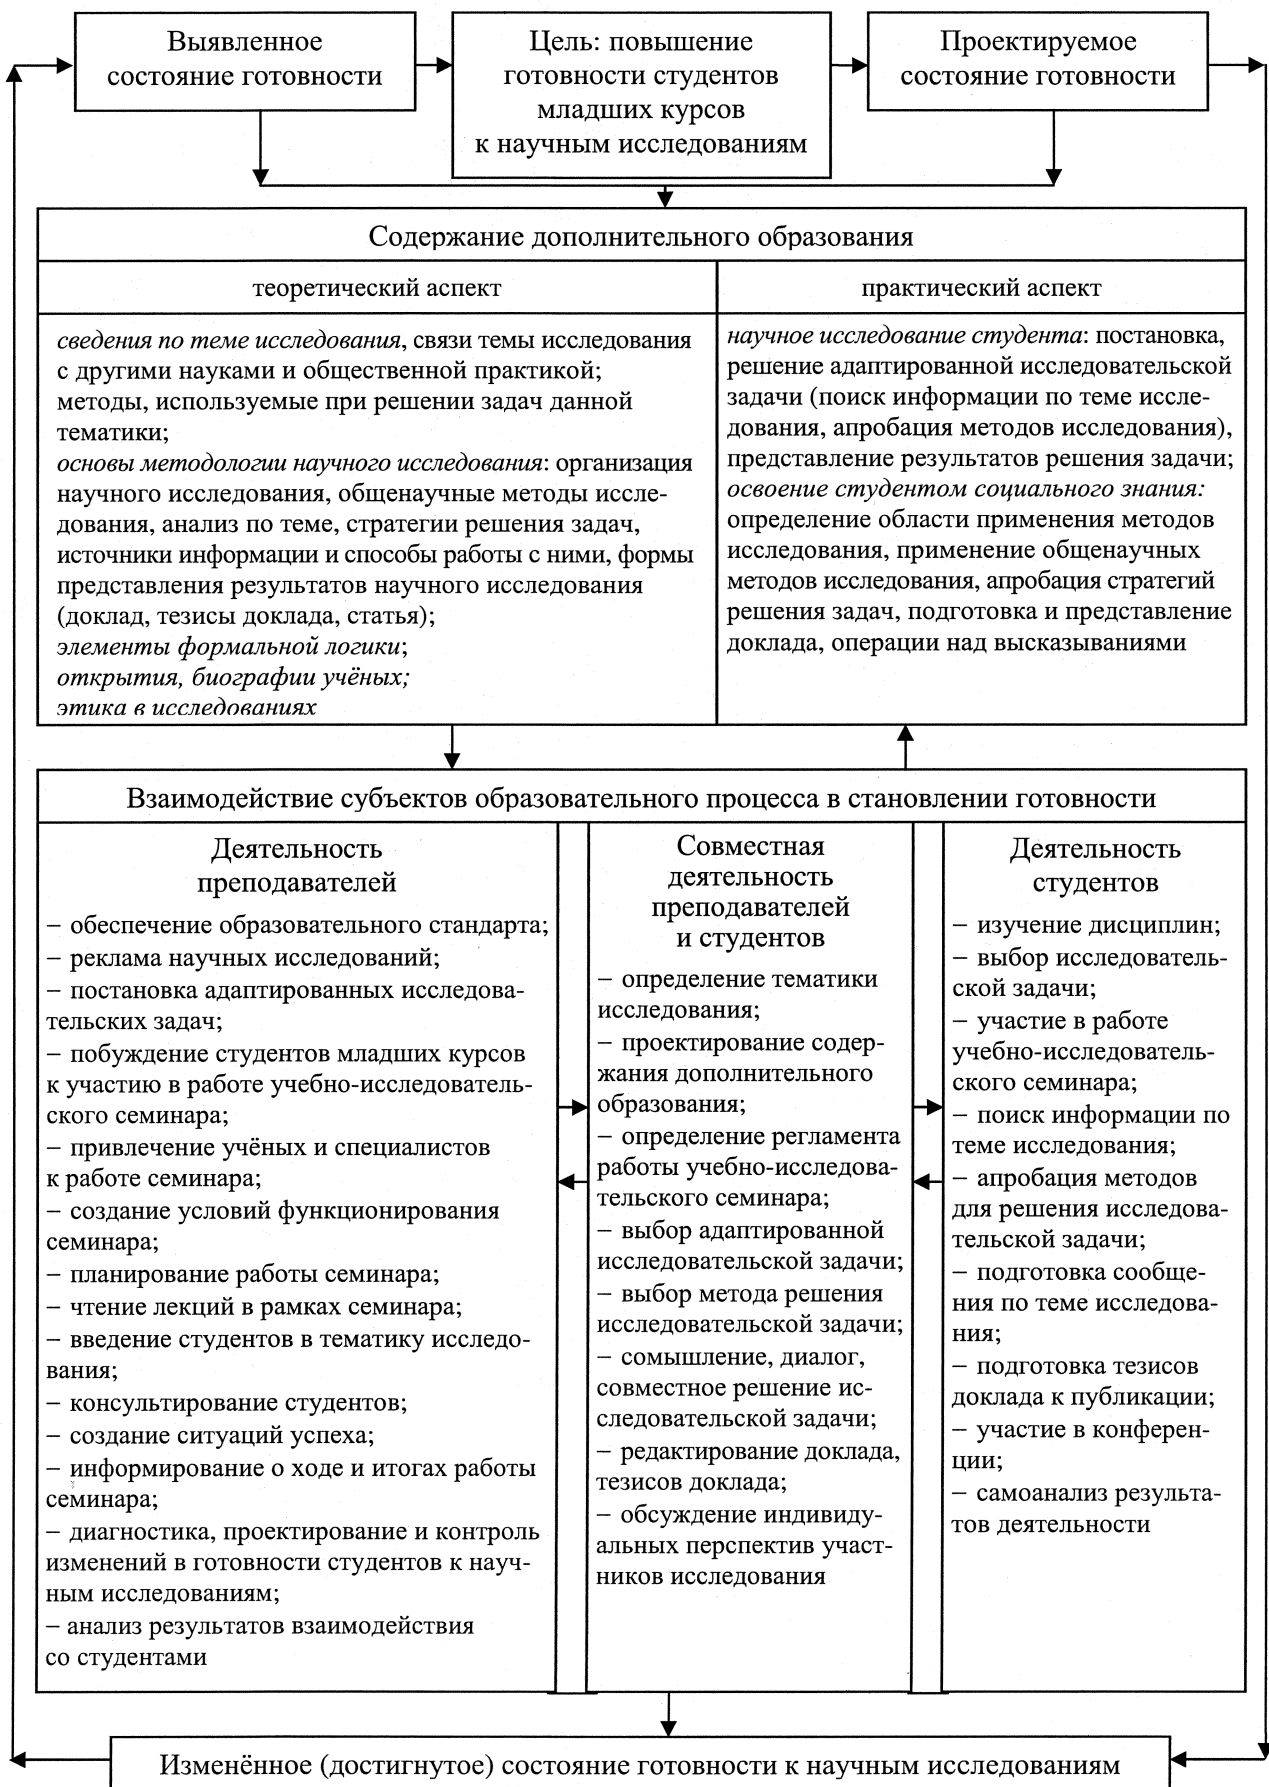 Выявленное
состояние готовности
Цель: повышение
готовности студентов
младших курсов
к научным исследованиям
Проектируемое
состояние готовности
Содержание дополнительного образования
теоретический аспект
сведения по теме исследования, связи темы исследования
с другими науками и общественной практикой;
методы, используемые при решении задач данной
тематики;
основы методологии научного исследования: организация
научного исследования, общенаучные методы иссле-
дования, анализ по теме, стратегии решения задач,
источники информации и способы работы с ними, формы
представления результатов научного исследования
(доклад, тезисы доклада, статья);
элементы формальной логики;
открытия, биографии учёных;
этика в исследованиях
практический аспект
научное исследование студента: постановка,
решение адаптированной исследовательской
задачи (поиск информации по теме иссле-
дования, апробация методов исследования),
представление результатов решения задачи;
освоение студентом социального знания:
определение области применения методов
исследования, применение общенаучных
методов исследования, апробация стратегий
решения задач, подготовка и представление
доклада, операции над высказываниями
Взаимодействие субъектов образовательного процесса в становлении готовности
Деятельность
преподавателей
– обеспечение образовательного стандарта;
– реклама научных исследований;
– постановка адаптированных исследова-
тельских задач;
– побуждение студентов младших курсов
к участию в работе учебно-исследователь-
ского семинара;
– привлечение учёных и специалистов
к работе семинара;
– создание условий функционирования
семинара;
– планирование работы семинара;
– чтение лекций в рамках семинара;
– введение студентов в тематику исследо-
вания;
– консультирование студентов;
– создание ситуаций успеха;
– информирование о ходе и итогах работы
семинара;
– диагностика, проектирование и контроль
изменений в готовности студентов к науч-
ным исследованиям;
– анализ результатов взаимодействия
со студентами
Совместная
деятельность
преподавателей
и студентов
– определение тематики
исследования;
– проектирование содер-
жания дополнительного
образования;
– определение регламента
работы учебно-исследова-
тельского семинара;
– выбор адаптированной
исследовательской задачи;
– выбор метода решения
исследовательской задачи;
– сомышление, диалог,
совместное решение ис-
следовательской задачи;
– редактирование доклада,
тезисов доклада;
– обсуждение индивиду-
альных перспектив участ-
ников исследования
Деятельность
студентов
– изучение дисциплин;
– выбор исследователь-
ской задачи;
– участие в работе
учебно-исследователь-
ского семинара;
– поиск информации по
теме исследования;
– апробация методов
для решения исследова-
тельской задачи;
– подготовка сообще-
ния по теме исследова-
ния;
– подготовка тезисов
доклада к публикации;
– участие в конферен-
ции;
– самоанализ результа-
тов деятельности
Изменённое (достигнутое) состояние готовности к научным исследованиям